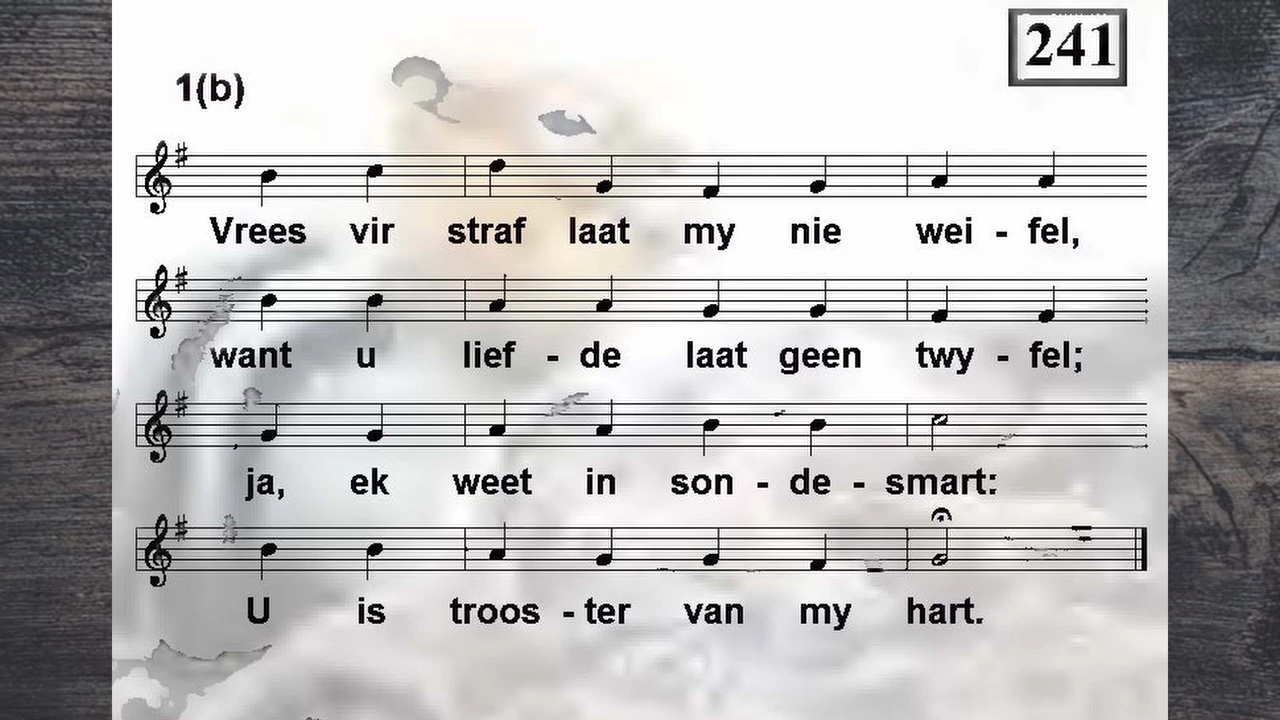 241
1(b)
Vrees vir straf laat my nie wei - fel,
want u lief - de laat geen twy - fel;
ja, ek weet in son - de - smart:
U is troos - ter van my hart.